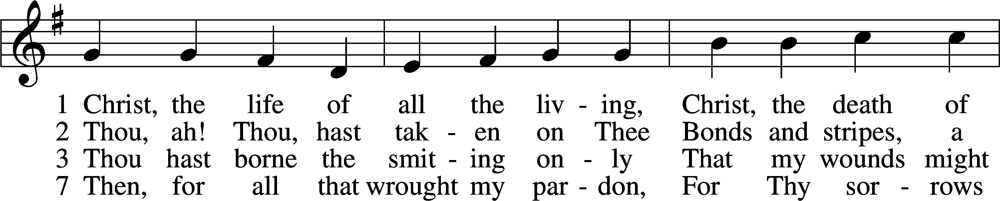 1 Christ, the life of all the liv - ing, Christ, the death of
2 Thou, ah! Thou, hast tak - en on Thee Bonds and stripes, a
3 Thou hast borne the smit - ing on - ly That my wounds might
7 Then, for all that wrought my par - don, For Thy sor - rows